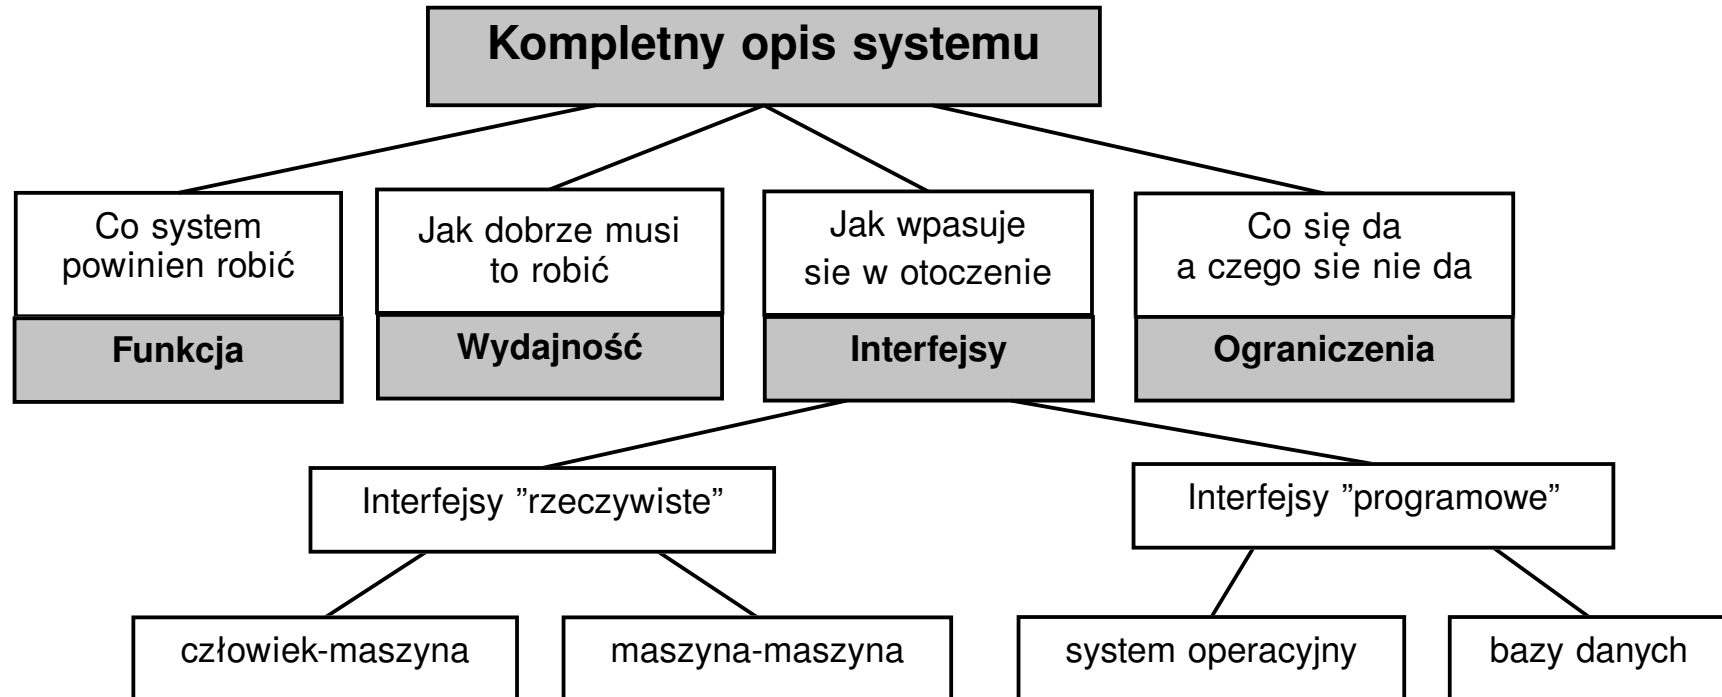 Kompletny opis systemu
Co system
powinien robić
Funkcja
Jak dobrze musi
to robić
Wydajność
Jak wpasuje
sie w otoczenie
Interfejsy
Co się da
a czego sie nie da
Ograniczenia
Interfejsy ”rzeczywiste”
Interfejsy ”programowe”
człowiek-maszyna
maszyna-maszyna
system operacyjny
bazy danych